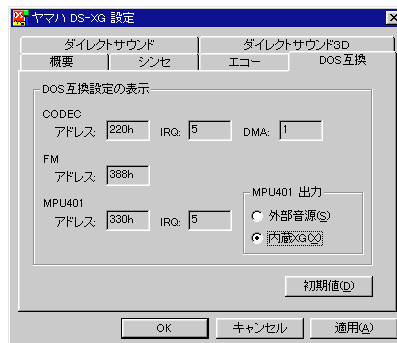 ヤマハ DS-XG 設定
ダイレクトサウンド ダイレクトサウンド3D
概要 シンセ エコー DOS互換
DOS互換設定の表示
CODEC
アドレス: 220h IRQ: 5 DMA: 1
FM
アドレス: 388h
MPU401
アドレス: 330h IRQ: 5
MPU401 出力
外部音源(S)
内蔵XG(X)
初期値(D)
OK キャンセル 適用(A)